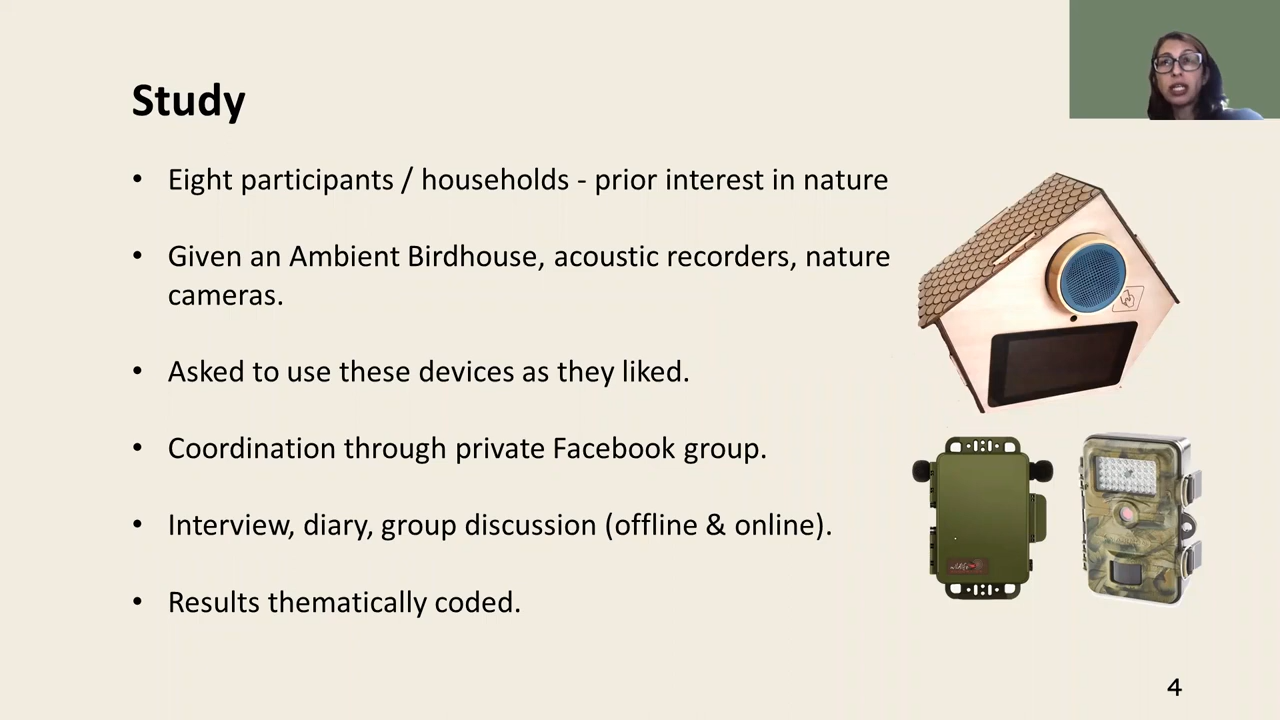 Study
• Eight participants / households - prior interest in nature
• Given an Ambient Birdhouse, acoustic recorders, nature
cameras.
• Asked to use these devices as they liked.
• Coordination through private Facebook group.
• Interview, diary, group discussion (offline & online).
• Results thematically coded.
4